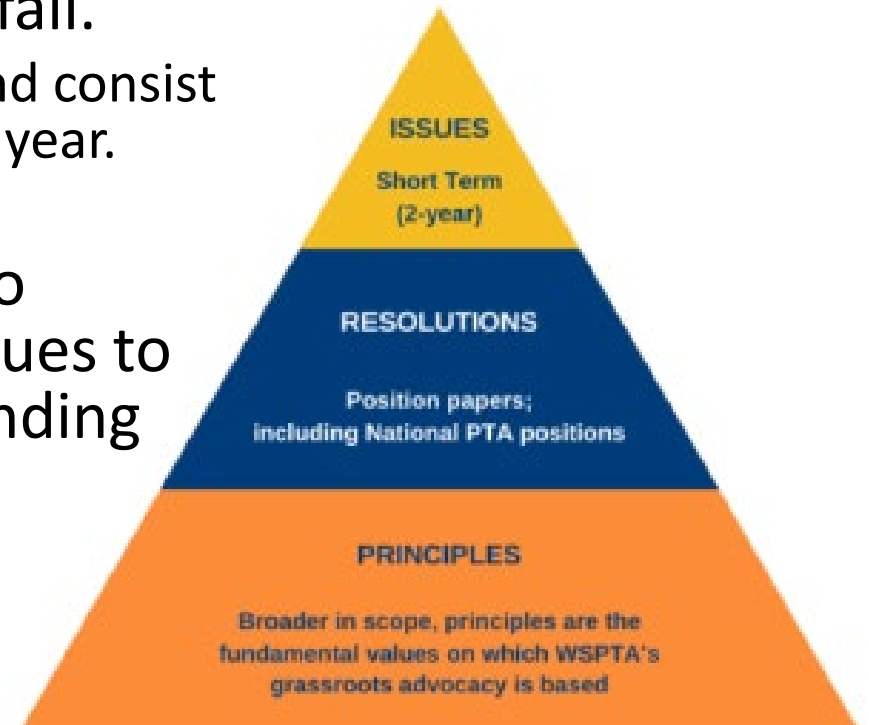 fall.
nd consist
year.
o
ues to
nding
ISSUES
Short Term
(2-year)
RESOLUTIONS
Position papers;
including National PTA positions
PRINCIPLES
Broader in scope, principles are the
fundamental values on which WSPTA's
grassroots advocacy is based